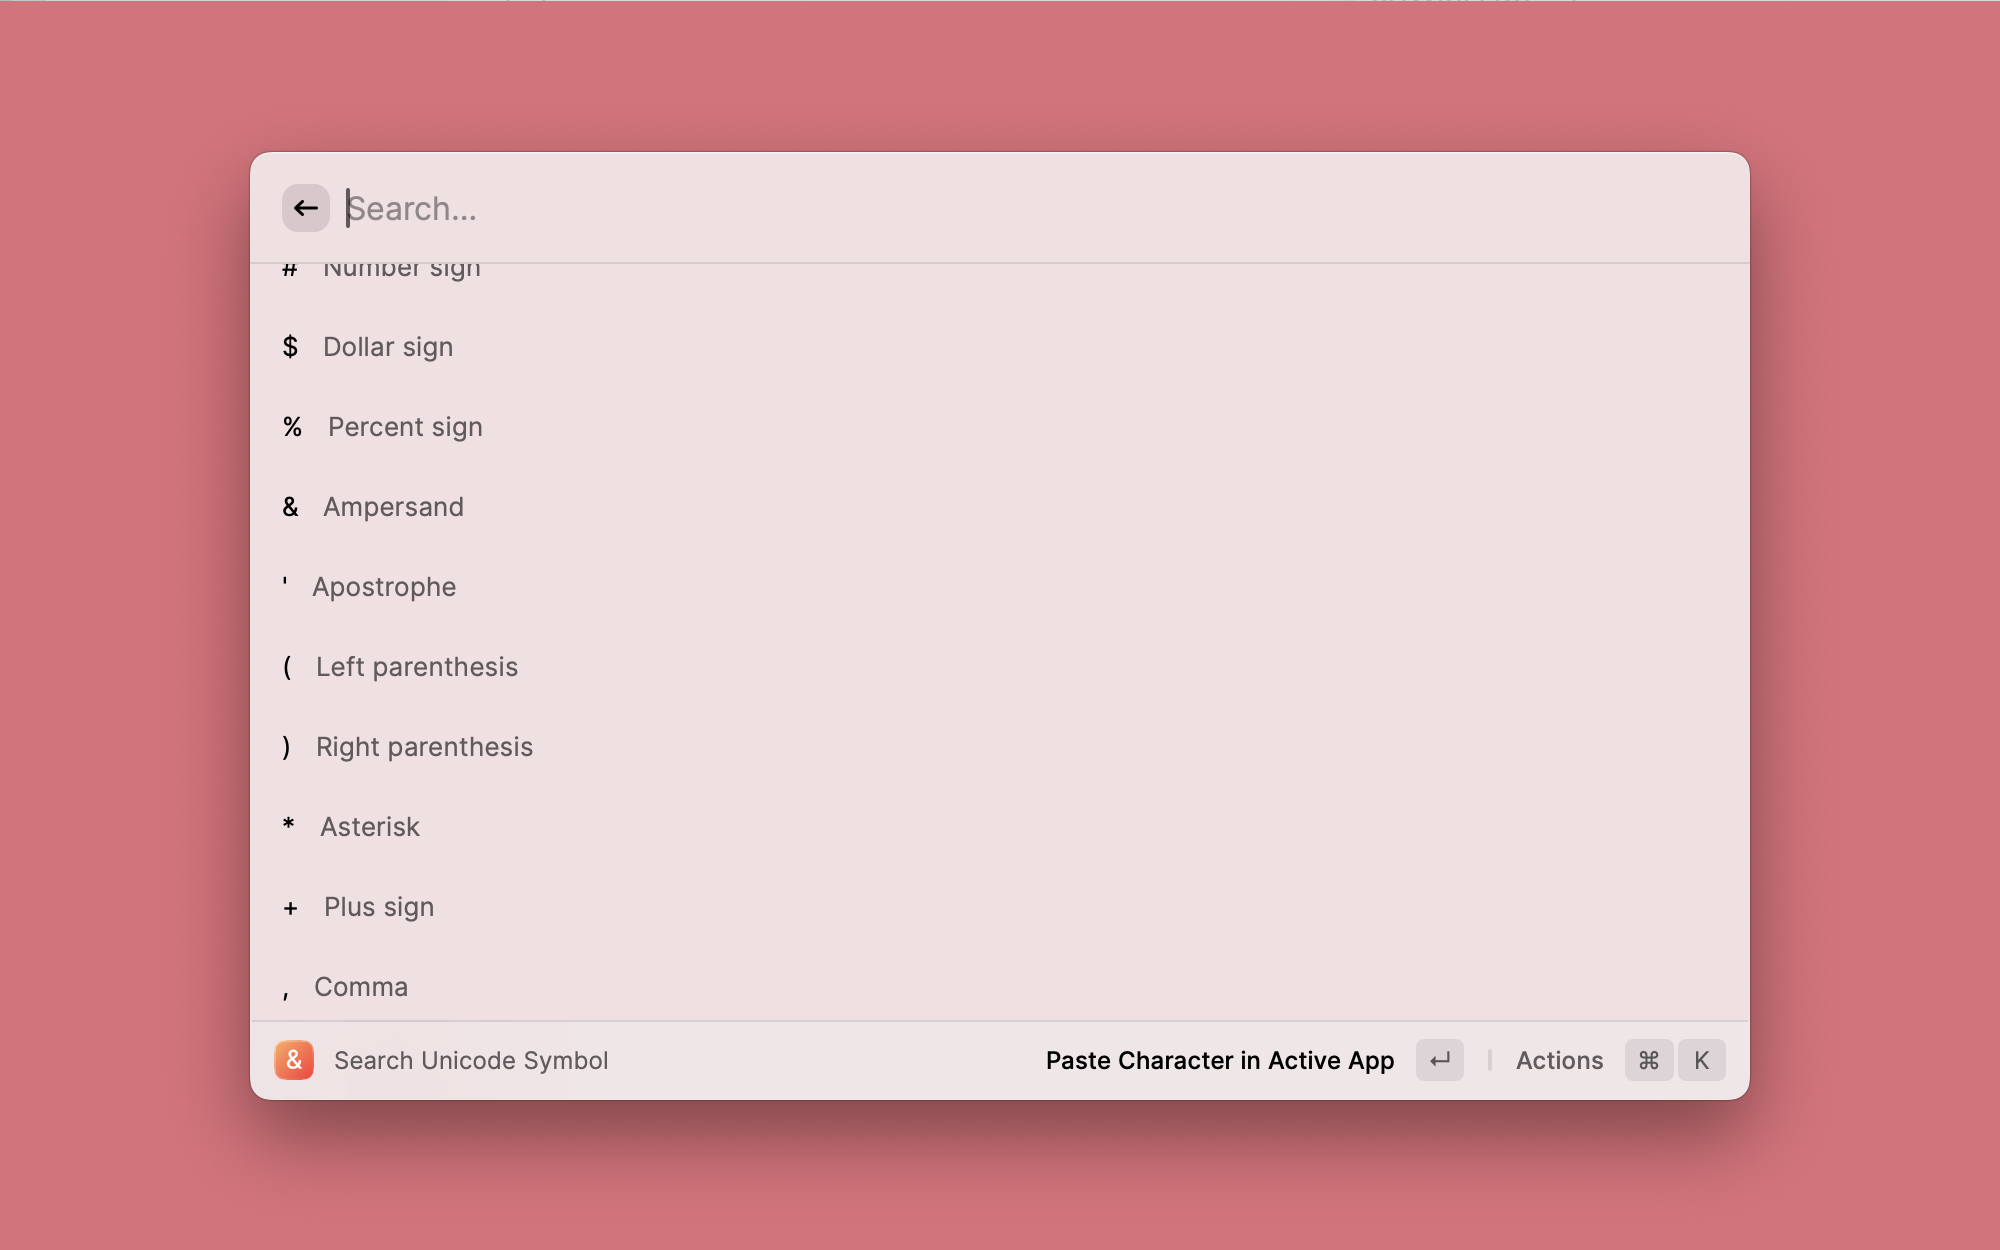 Search...
# Number sign
$ Dollar sign
% Percent sign
& Ampersand
' Apostrophe
( Left parenthesis
) Right parenthesis
* Asterisk
+ Plus sign
, Comma
& Search Unicode Symbol Paste Character in Active App ↵ Actions ⌘ K